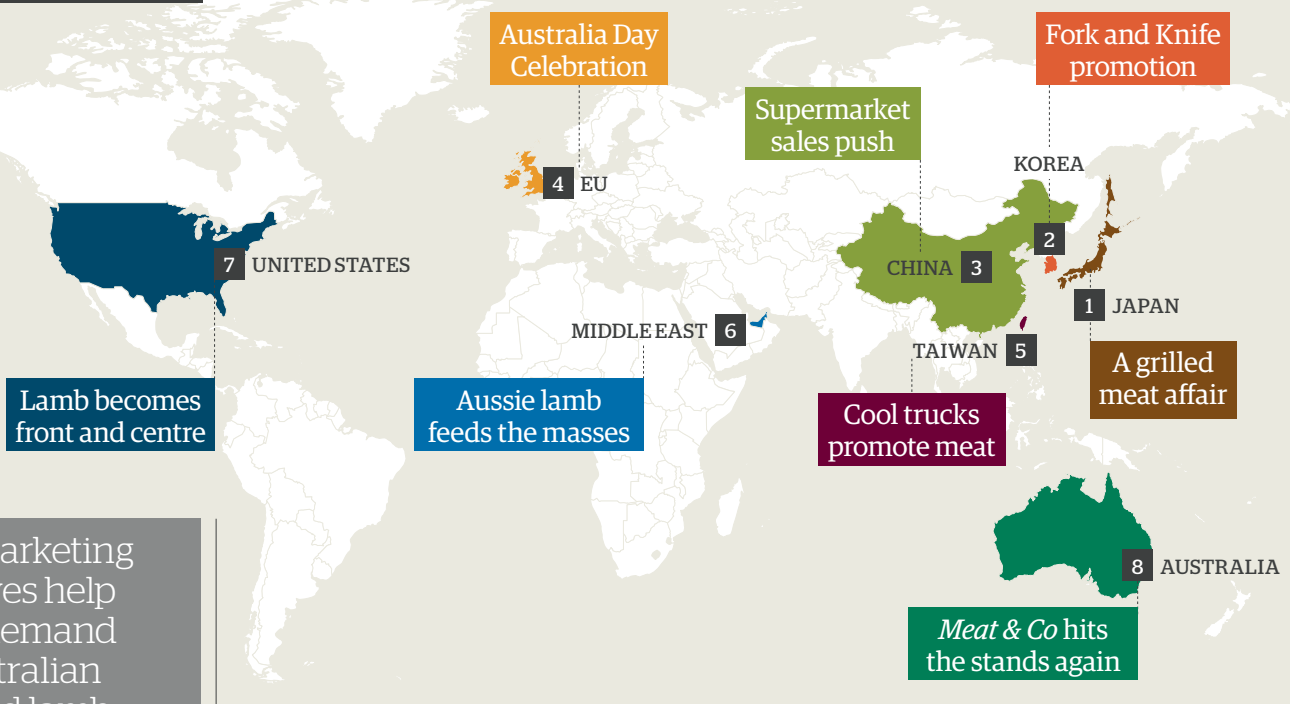 Australia Day
Celebration
Fork and Knife
promotion
Supermarket
sales push
KOREA
4 EU
2
7 UNITED STATES
CHINA 3
1 JAPAN
MIDDLE EAST 6
TAIWAN 5
A grilled
meat affair
Lamb becomes
front and centre
Aussie lamb
feeds the masses
Cool trucks
promote meat
8 AUSTRALIA
Meat & Co hits
the stands again
help